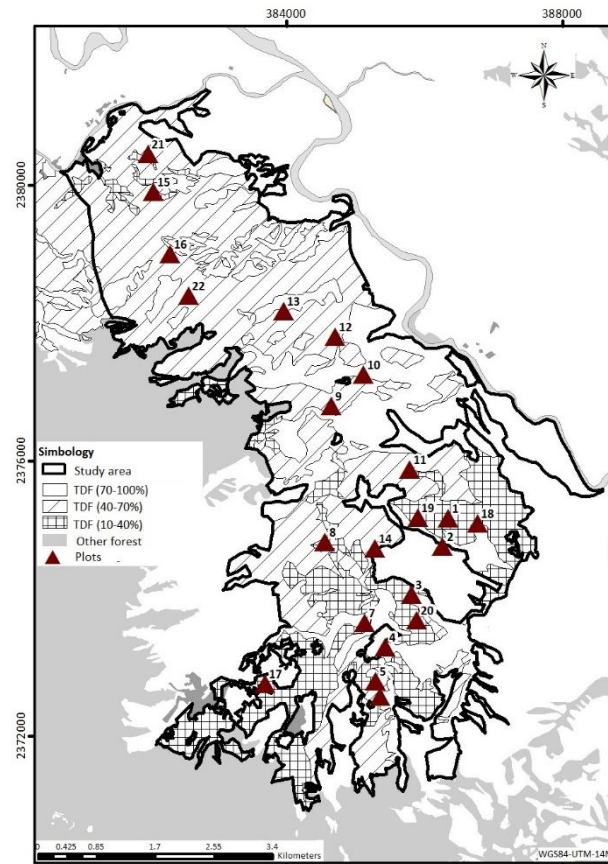 384000 388000
N
W E
S
21
2380000
15
16
22
13
12
10
9
2376000
Simbology
Study area
TDF (70-100%)
TDF (40-70%)
TDF (10-40%)
Other forest
Plots
11
19 1 18
2
8
14
3
20
7
4
5
17
2372000
0 0.425 0.85 1.7 2.55 3.4
Kilometers
WGS84-UTM-14N